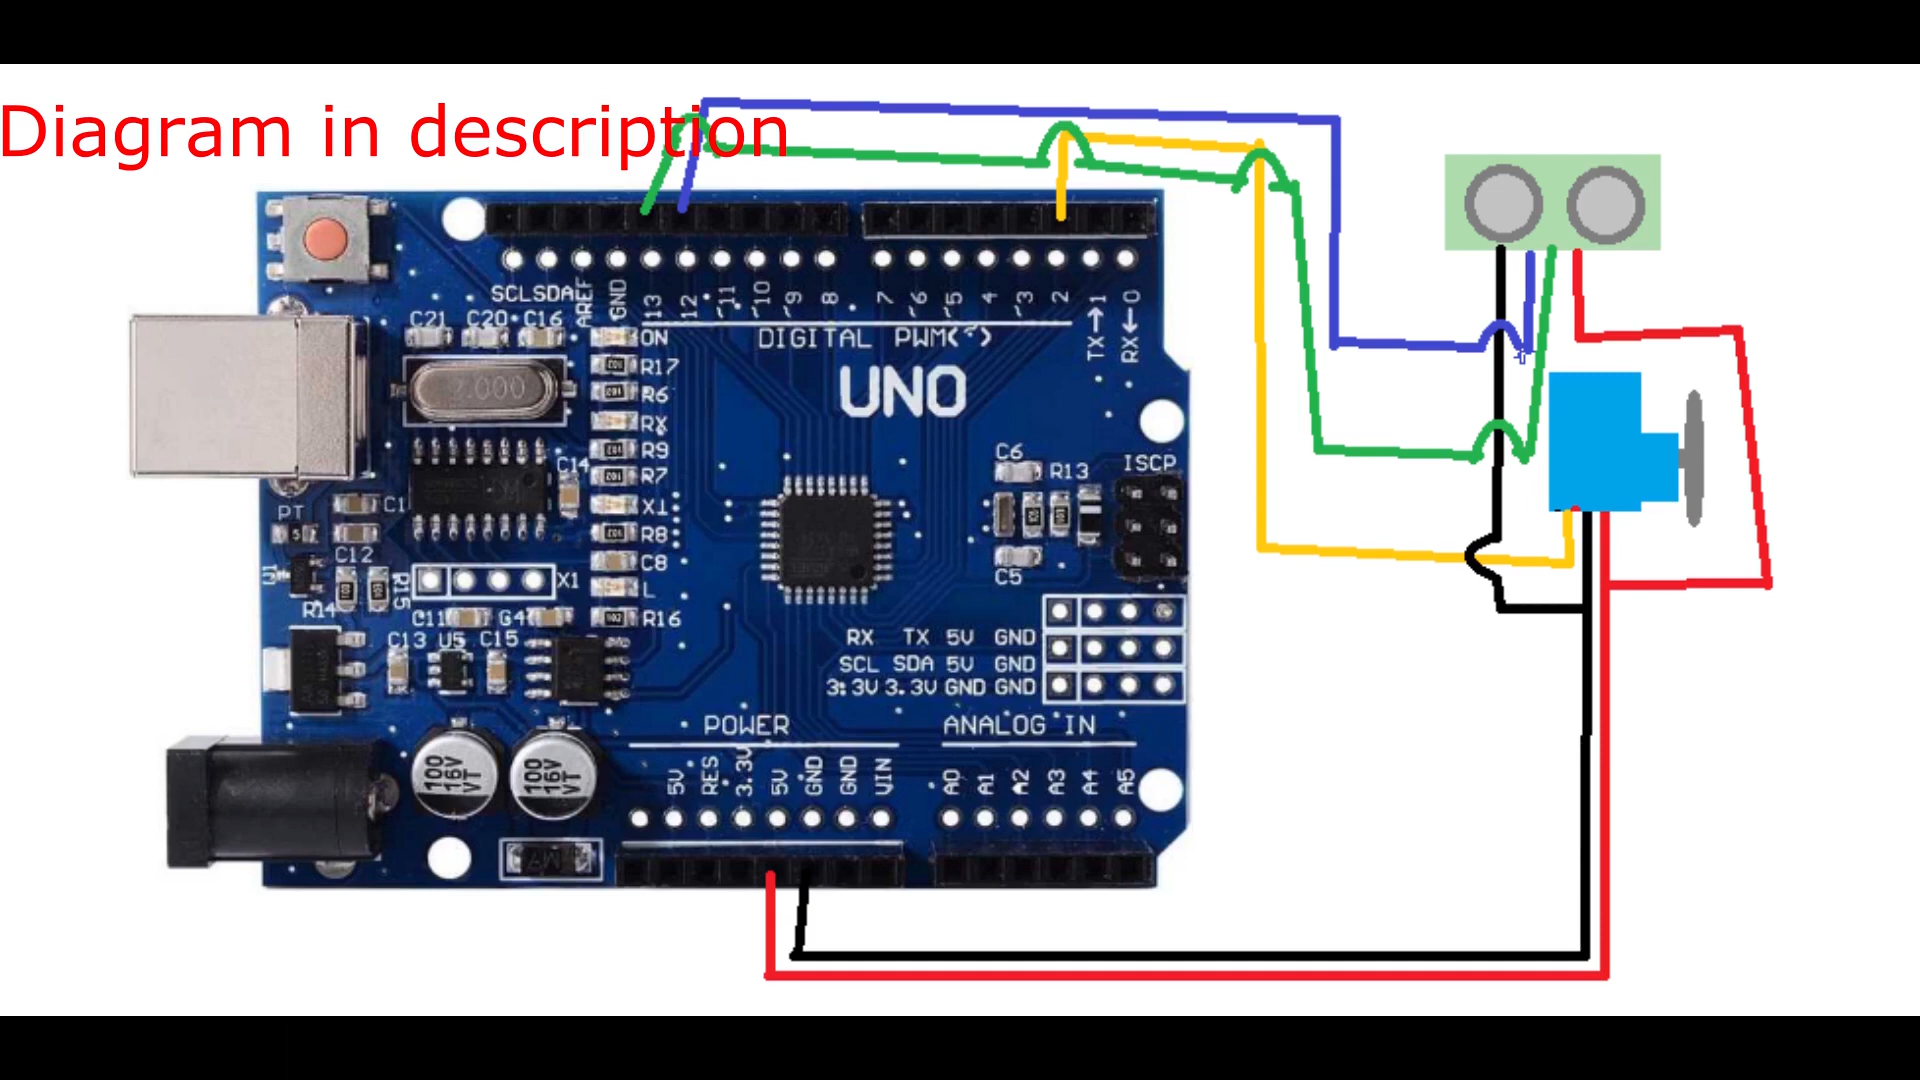 Diagram in description
SCL SDA AREF GND 13 12 ~11 ~10 ~9 8 7 ~6 ~5 4 ~3 2 TX→1 RX←0
C21 C20 C16
ON
DIGITAL PWM(~)
R17
R6
UNO
RX
R9
C6
R13
ISCP
C14
R7
C1
TX
PT
R8
C12
C8
C5
X1
R15
L
R14
C11
G4
R16
C13 U5 C15
RX TX 5V GND
SCL SDA 5V GND
3.3V 3.3V GND GND
POWER
ANALOG IN
100
16V
VT
100
16V
VT
5V RES 3.3V 5V GND GND VIN A0 A1 A2 A3 A4 A5
M7